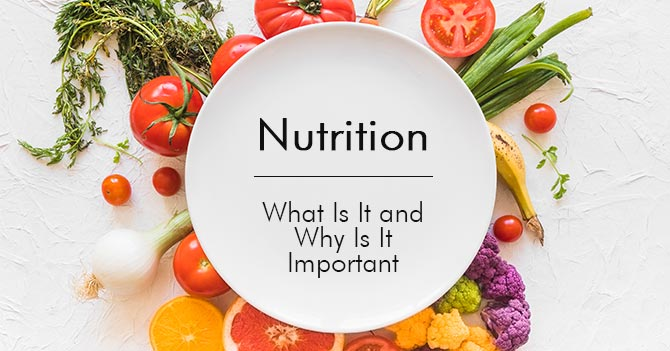 Nutrition
What Is It and
Why Is It
Important